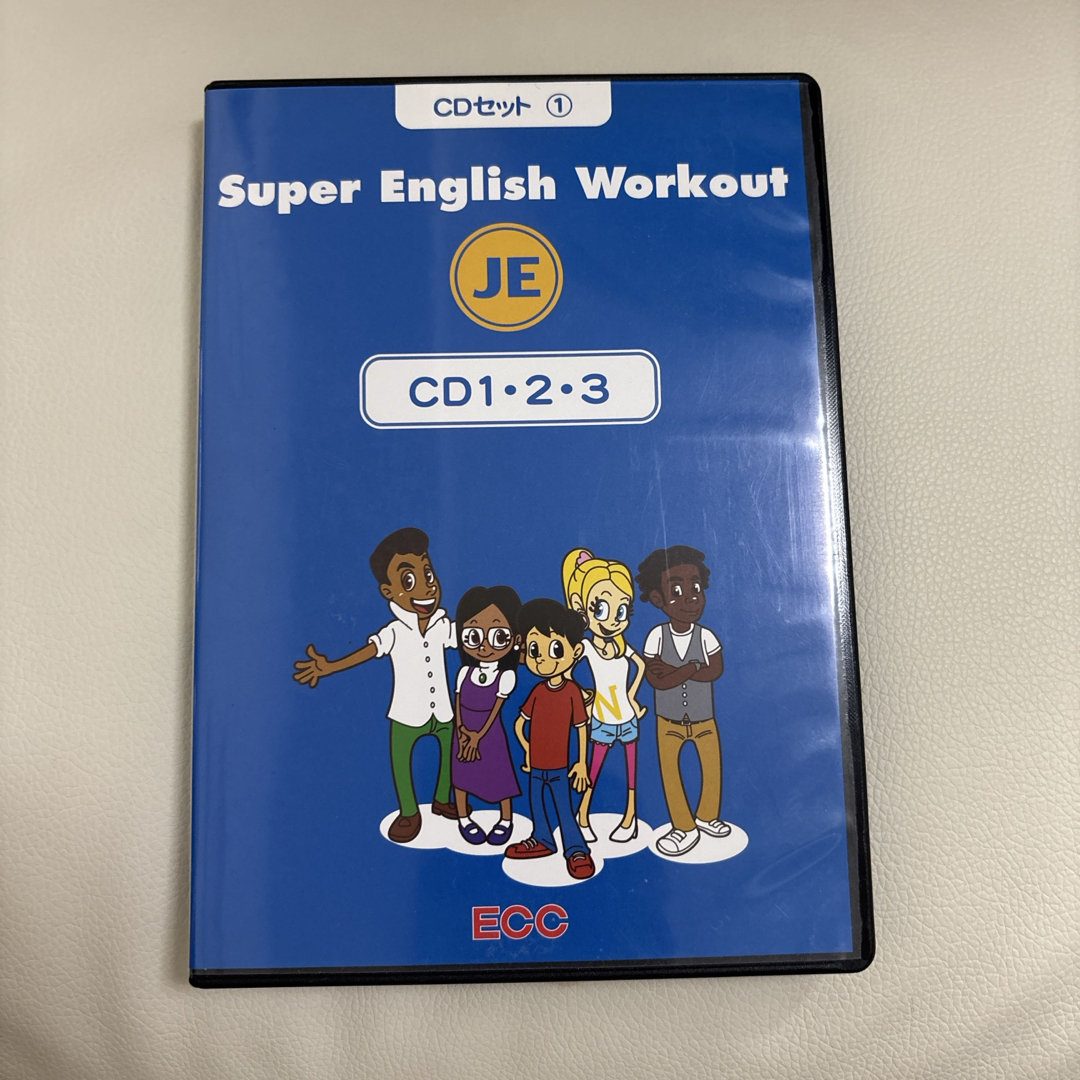 CDセット ①
Super English Workout
JE
CD1・2・3
N
ECC